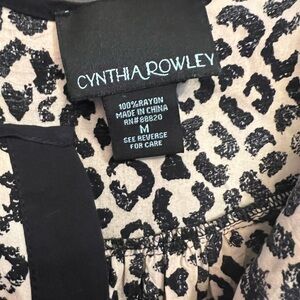 CYNTHIA ROWLEY
100% RAYON
MADE IN CHINA
RN#88820
M
SEE REVERSE
FOR CARE